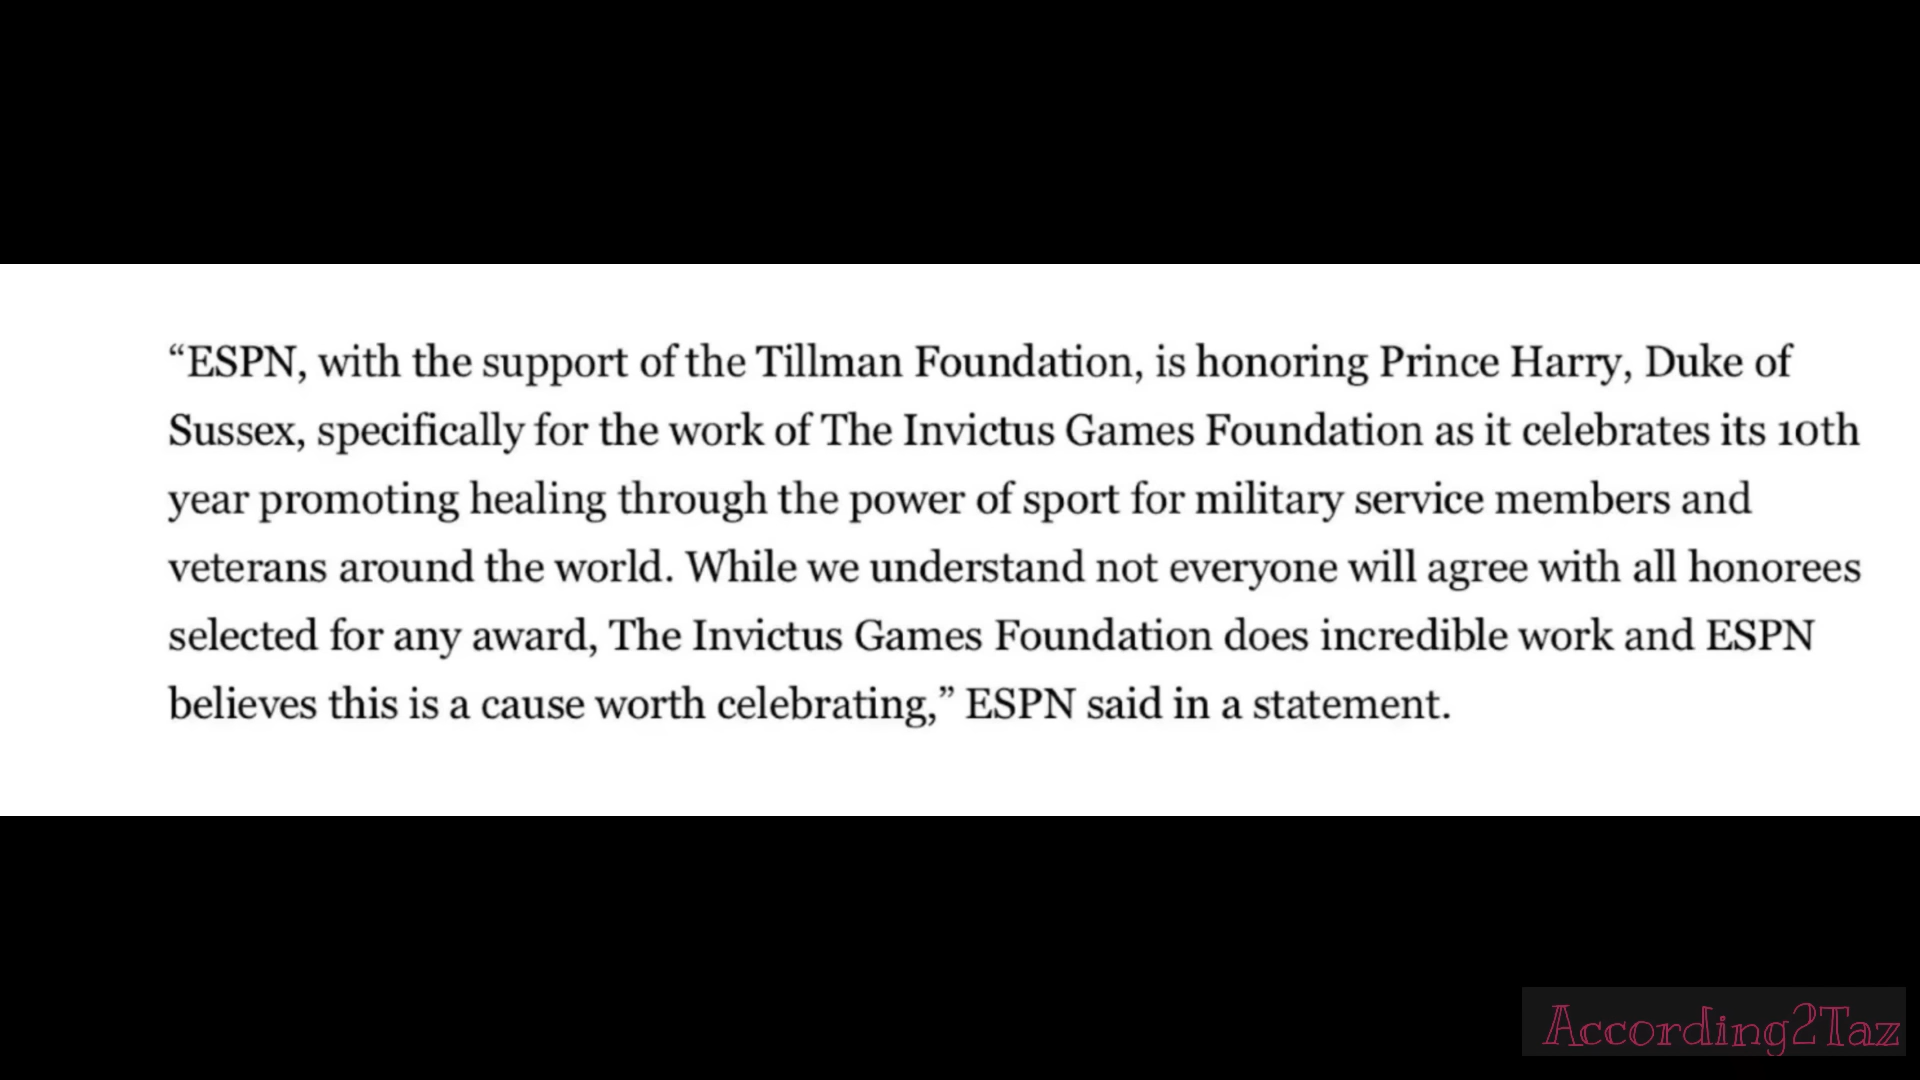 “ESPN, with the support of the Tillman Foundation, is honoring Prince Harry, Duke of
Sussex, specifically for the work of The Invictus Games Foundation as it celebrates its 10th
year promoting healing through the power of sport for military service members and
veterans around the world. While we understand not everyone will agree with all honorees
selected for any award, The Invictus Games Foundation does incredible work and ESPN
believes this is a cause worth celebrating,” ESPN said in a statement.
According2Taz